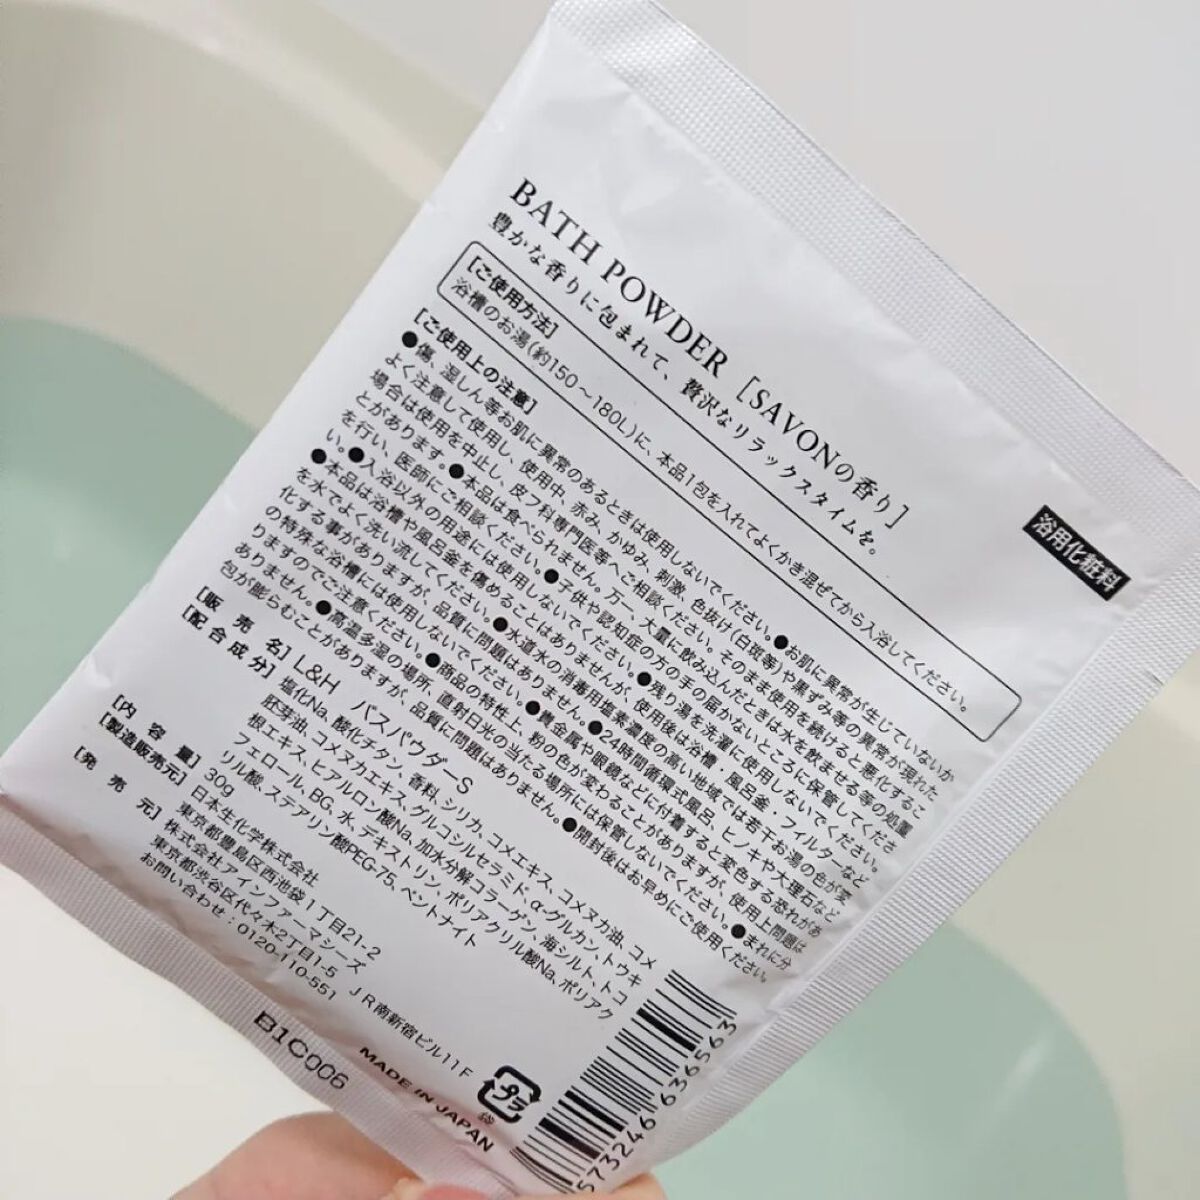 BATH POWDER [SAVONの香り]
豊かな香りに包まれて、贅沢なリラックスタイムを。
浴用化粧料
[ご使用方法]
浴槽のお湯(約150〜180L)に、本品1包を入れてよくかき混ぜてから入浴してください。
[ご使用上の注意]
●傷、湿しん等お肌に異常のあるときは使用しないでください。●お肌に異常が生じていないか
よく注意して使用し、使用中、赤み、かゆみ、刺激、色抜け(白斑等)や黒ずみ等の異常が現れた
場合は使用を中止し、皮フ科専門医等へご相談ください。そのまま使用を続けると悪化するこ
とがあります。●本品は食べられません。万一、大量に飲み込んだときは水を飲ませる等の処置
を行い、医師にご相談ください。●子供や認知症の方の手の届かないところに保管してくださ
い。●入浴以外の用途には使用しないでください。●残り湯を洗濯に使用しないでください。
●本品は浴槽や風呂釜を傷めることはありませんが、使用後は浴槽・風呂釜・フィルターなど
を水でよく洗い流してください。●水道水の消毒用塩素濃度の高い地域では若干お湯の色が変
化する事がありますが、品質に問題はありません。●24時間循環式風呂、ヒノキや大理石など
の特殊な浴槽には使用しないでください。●貴金属や眼鏡などに付着すると変色する恐れがあ
りますのでご注意ください。●商品の特性上、粉の色が変わることがありますが、使用上問題は
ありません。●高温多湿の場所、直射日光の当たる場所には保管しないでください。●まれに分
包が膨らむことがありますが、品質に問題はありません。●開封後はお早めにご使用ください。
[販売名] L&H バスパウダーS
[配合成分] 塩化Na、酸化チタン、香料、シリカ、コメエキス、コメヌカ油、コメ
胚芽油、コメヌカエキス、グルコシルセラミド、α-グルカン、トウキ
根エキス、ヒアルロン酸Na、加水分解コラーゲン、海シルト、トコ
フェロール、BG、水、デキストリン、ポリアクリル酸Na、ポリアク
リル酸、ステアリン酸PEG-75、ベントナイト
[内容量] 30g
[製造販売元] 日本生化学株式会社
東京都豊島区西池袋1丁目21-2
[発売元] 株式会社アインファーマシーズ
東京都渋谷区代々木2丁目1-5 JR南新宿ビル11F
お問い合わせ:0120-110-551
MADE IN JAPAN
プラ
袋
573246 636563
B1C006